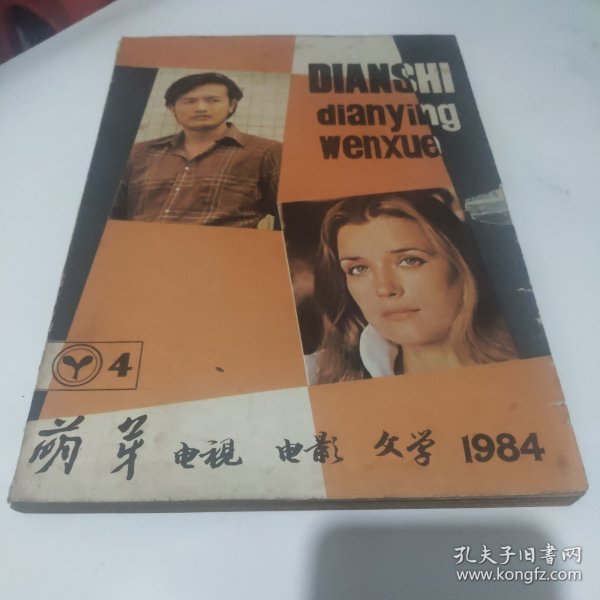 DIANSHI
dianying
wenxue
4
萌芽 电视 电影 文学 1984
孔夫子旧书网
www.kongfz.com